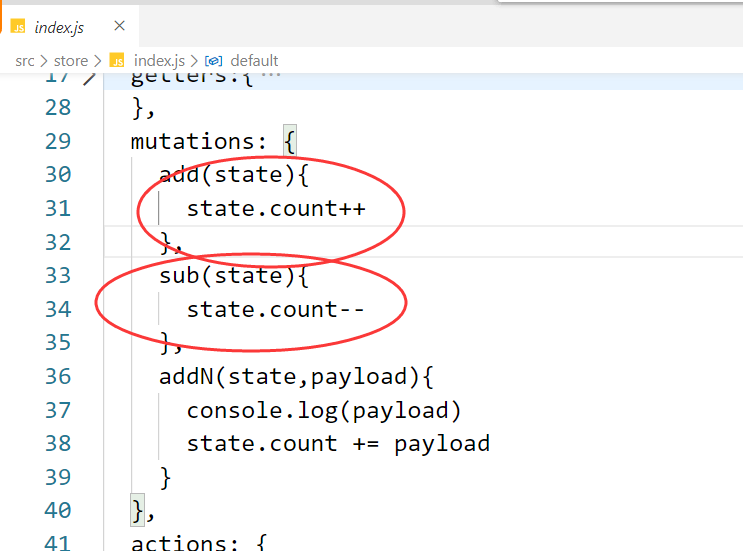 JS index.js ×
src > store > JS index.js > default
17 getters:{ ...
28 },
29 mutations: {
30 add(state){
31 state.count++
32 },
33 sub(state){
34 state.count--
35 },
36 addN(state,payload){
37 console.log(payload)
38 state.count += payload
39 }
40 },
41 actions: {